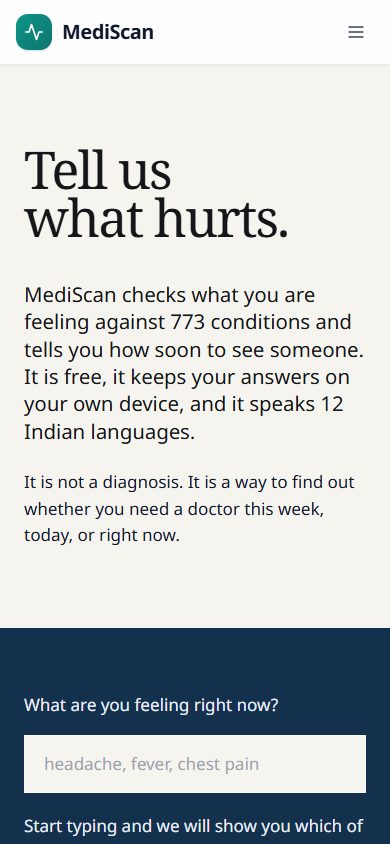 MediScan
Tell us
what hurts.
MediScan checks what you are
feeling against 773 conditions and
tells you how soon to see someone.
It is free, it keeps your answers on
your own device, and it speaks 12
Indian languages.
It is not a diagnosis. It is a way to find out
whether you need a doctor this week,
today, or right now.
What are you feeling right now?
headache, fever, chest pain
Start typing and we will show you which of